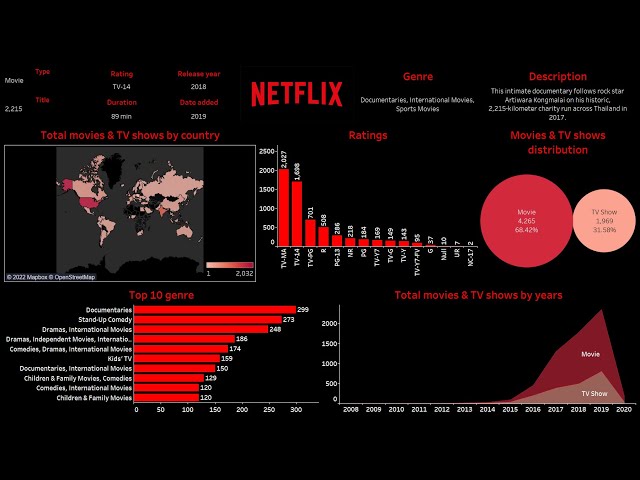 Type
Rating
Release year
Movie
TV-14
2018
Title
Duration
Date added
2,215
89 min
2019
NETFLIX
Genre
Documentaries, International Movies,
Sports Movies
Description
This intimate documentary follows rock star
Artiwara Kongmalai on his historic,
2,215-kilometer charity run across Thailand in
2017.
Total movies & TV shows by country
© 2022 Mapbox © OpenStreetMap
1 2,032
Ratings
2500
2000
1500
1000
500
0
2,027
1,698
701
508
286
218
184
169
149
143
95
37
10
7
2
TV-MA
TV-14
TV-PG
R
PG-13
NR
PG
TV-Y7
TV-G
TV-Y
TV-Y7-FV
G
Null
UR
NC-17
Movies & TV shows
distribution
Movie
4,265
68.42%
TV Show
1,969
31.58%
Top 10 genre
Documentaries 299
Stand-Up Comedy 273
Dramas, International Movies 248
Dramas, Independent Movies, Internatio.. 186
Comedies, Dramas, International Movies 174
Kids' TV 159
Documentaries, International Movies 150
Children & Family Movies, Comedies 129
Comedies, International Movies 120
Children & Family Movies 120
0 50 100 150 200 250 300
Total movies & TV shows by years
2000
1500
1000
500
0
Movie
TV Show
2008 2009 2010 2011 2012 2013 2014 2015 2016 2017 2018 2019 2020